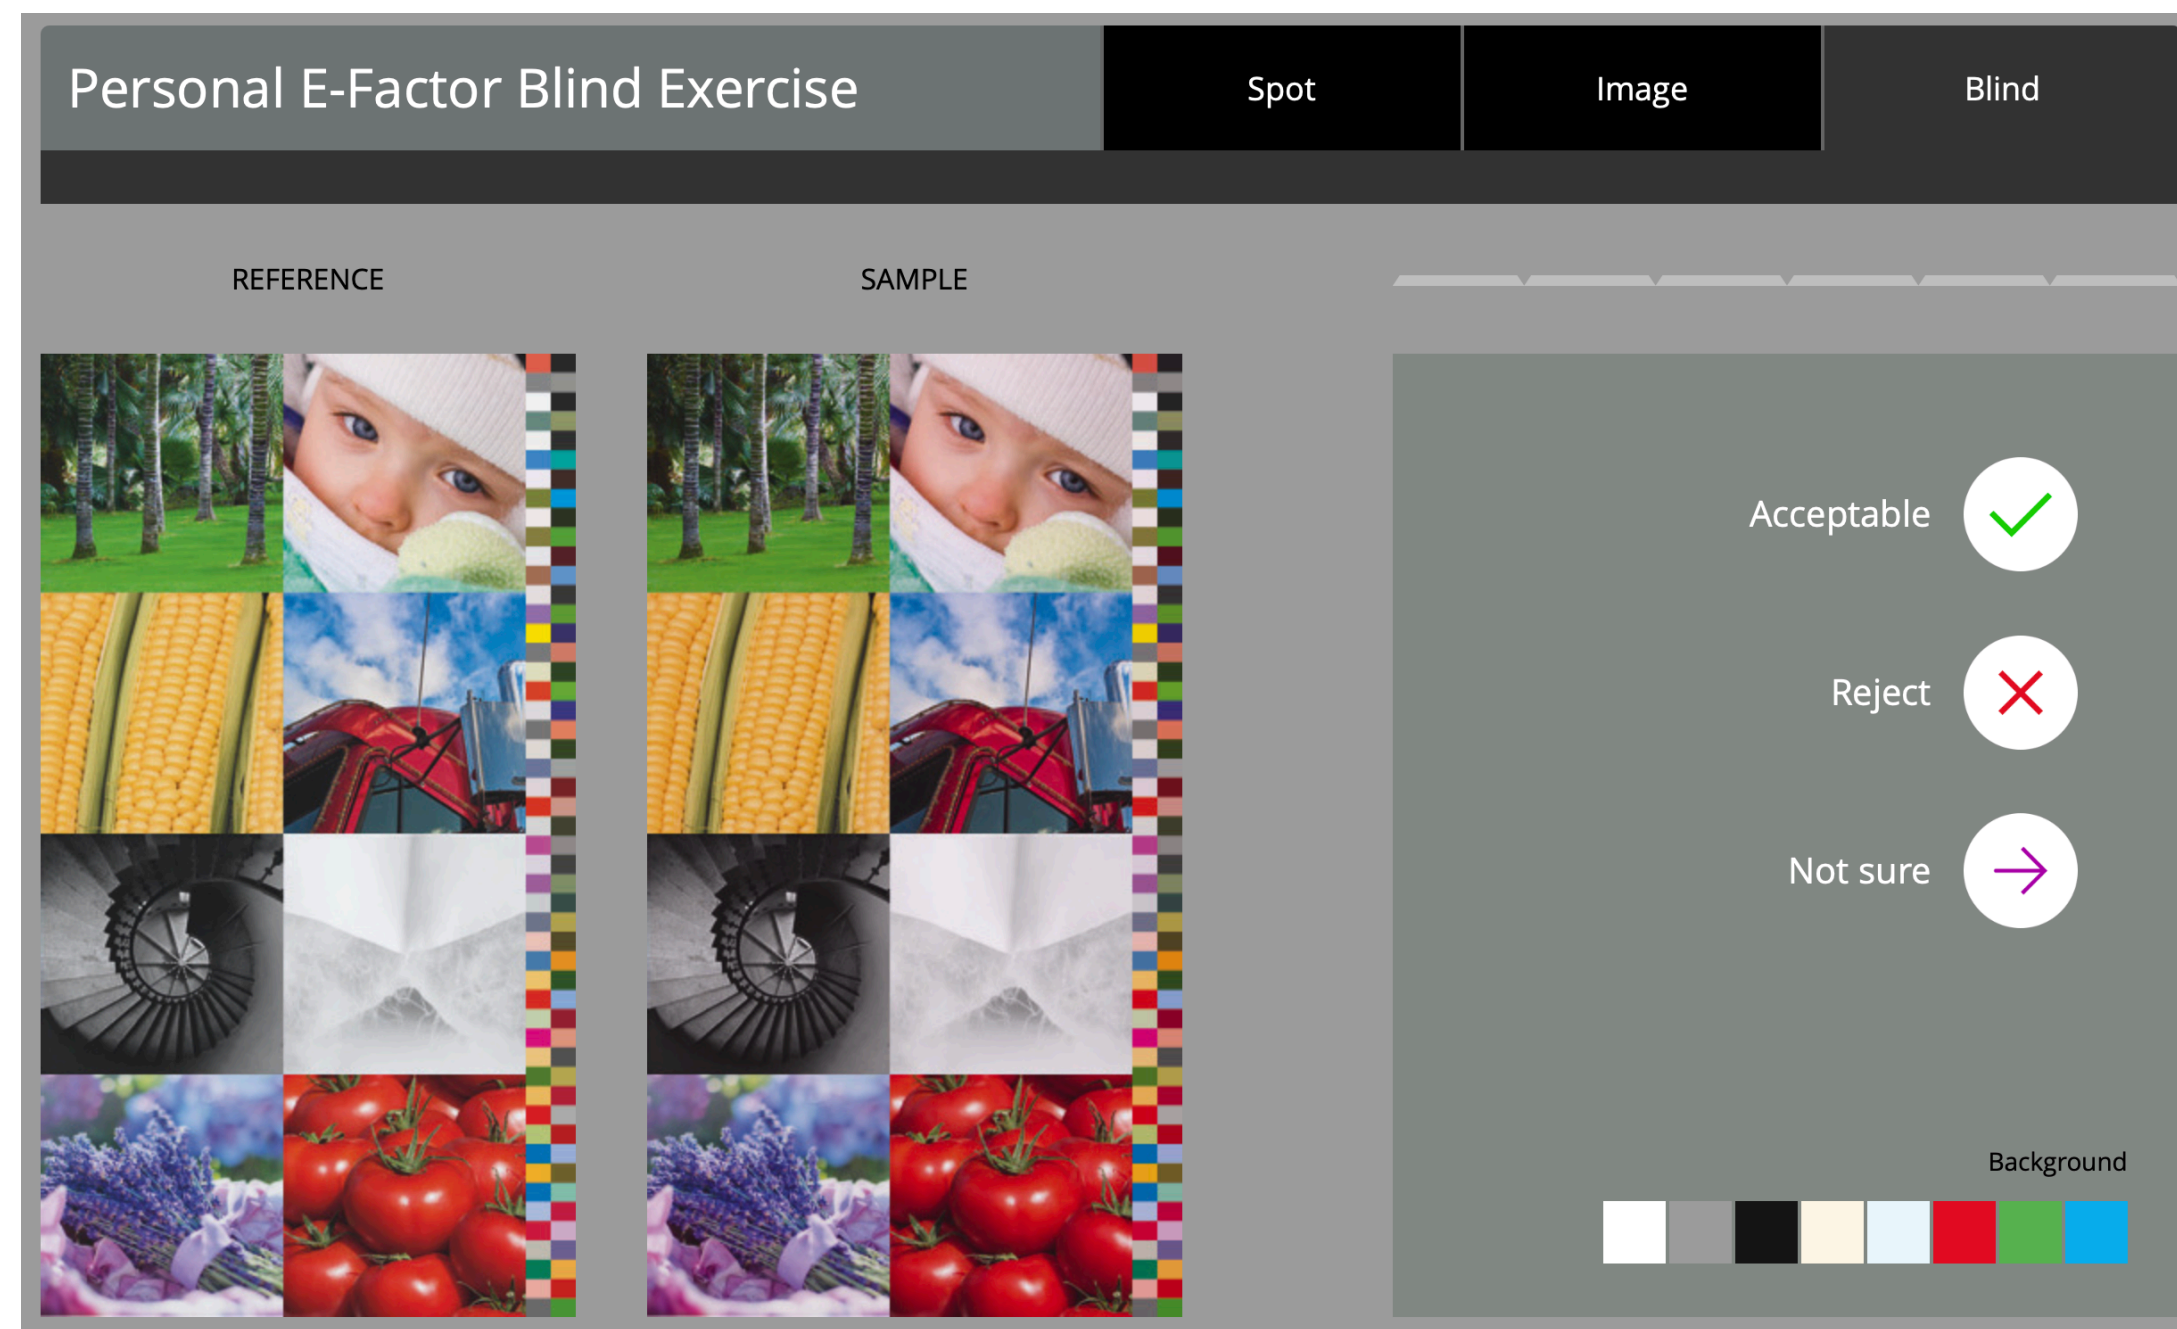 Personal E-Factor Blind Exercise
Spot
Image
Blind
REFERENCE
SAMPLE
Acceptable
Reject
Not sure
Background